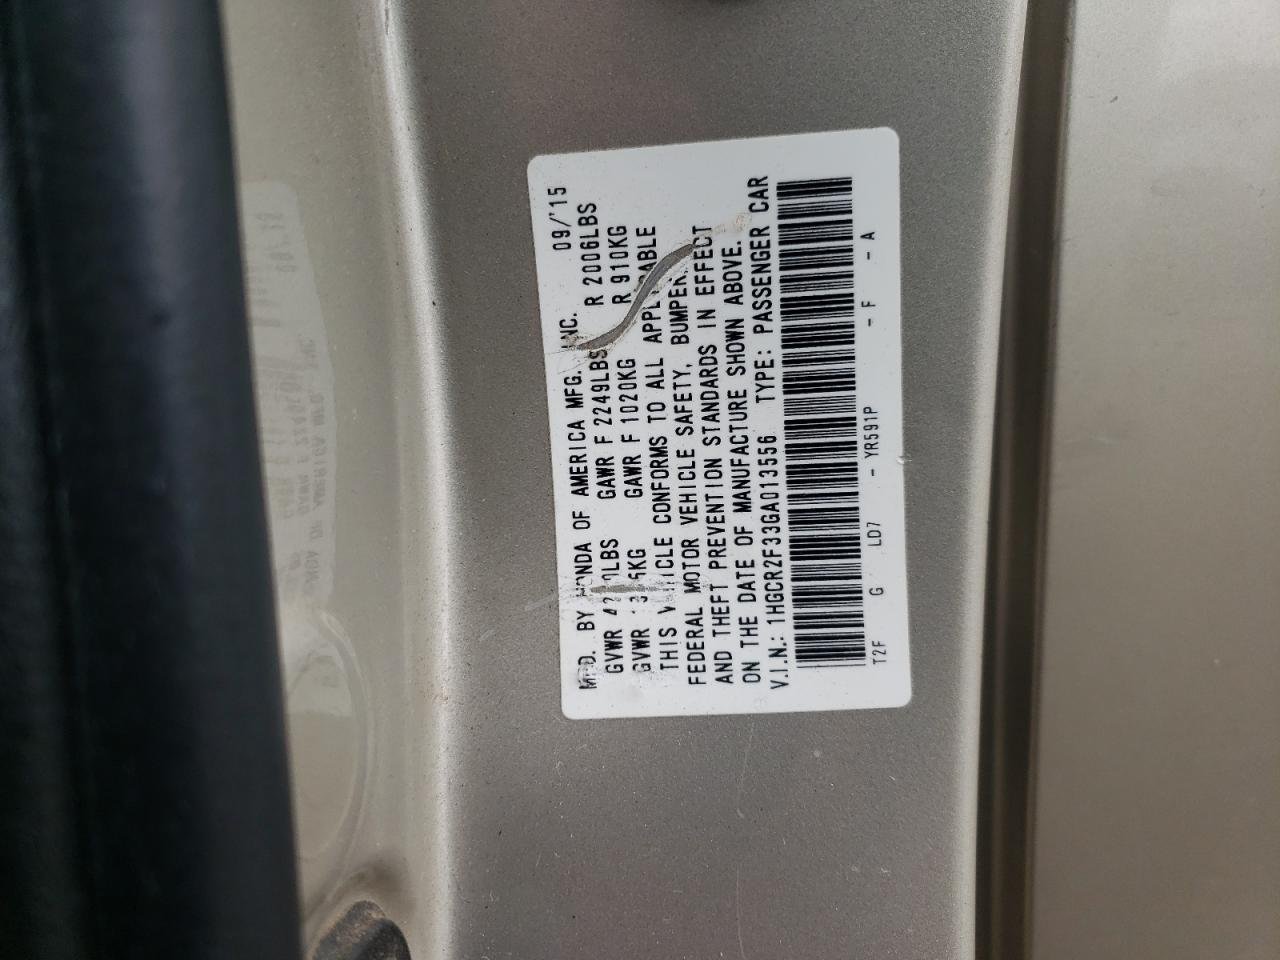 MFD. BY HONDA OF AMERICA MFG. INC. 09/'15
GVWR LBS GAWR F 2249LBS R 2006LBS
GVWR KG GAWR F 1020KG R 910KG
THIS VEHICLE CONFORMS TO ALL APPLICABLE
FEDERAL MOTOR VEHICLE SAFETY, BUMPER,
AND THEFT PREVENTION STANDARDS IN EFFECT
ON THE DATE OF MANUFACTURE SHOWN ABOVE.
V.I.N.: 1HGCR2F33GA013556 TYPE: PASSENGER CAR
T2F G LD7 - YR591P - F - A